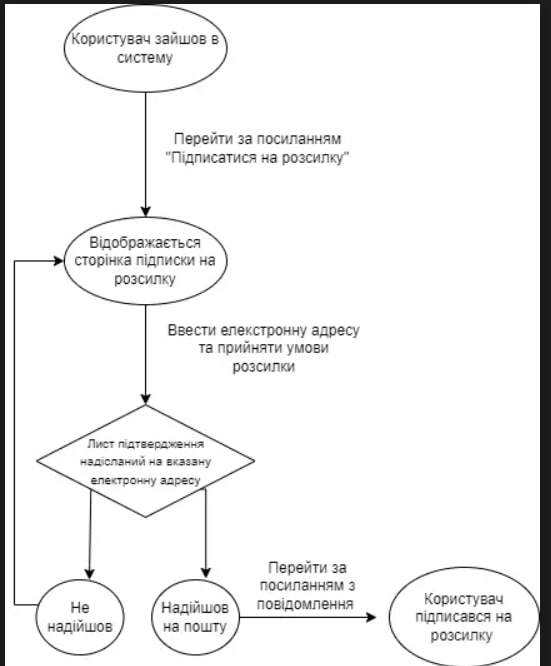 Користувач зайшов в
систему
Перейти за посиланням
"Підписатися на розсилку"
Відображається
сторінка підписки на
розсилку
Ввести елекстронну адресу
та прийняти умови
розсилки
Лист підтвердження
надісланий на вказану
електронну адресу
Не
надійшов
Надійшов
на пошту
Перейти за
посиланням з
повідомлення
Користувач
підписався на
розсилку